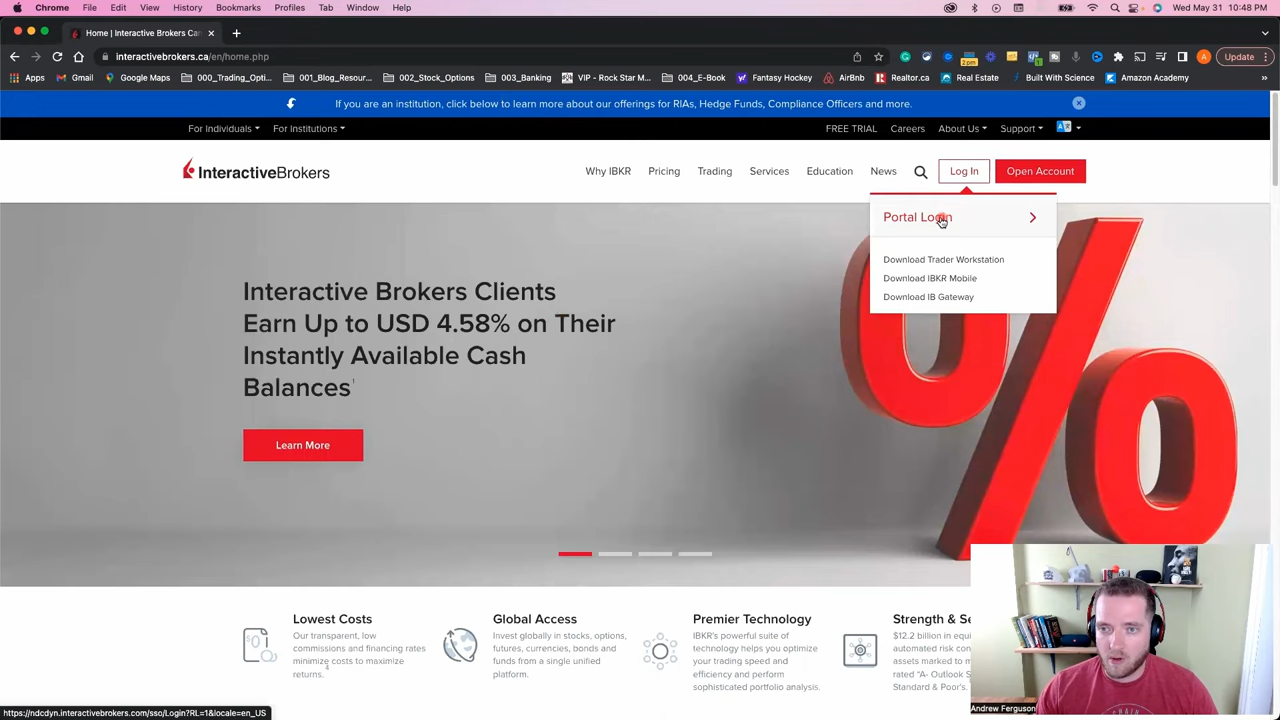 Chrome File Edit View History Bookmarks Profiles Tab Window Help Wed May 31 10:48 PM
Home | Interactive Brokers Can
interactivebrokers.ca/en/home.php Update
Apps Gmail Google Maps 000_Trading_Opti... 001_Blog_Resour... 002_Stock_Options 003_Banking VIP - Rock Star M... 004_E-Book Fantasy Hockey AirBnb Realtor.ca Real Estate Built With Science Amazon Academy
2pm
If you are an institution, click below to learn more about our offerings for RIAs, Hedge Funds, Compliance Officers and more.
For Individuals For Institutions FREE TRIAL Careers About Us Support
InteractiveBrokers Why IBKR Pricing Trading Services Education News Log In Open Account
Portal Login
Download Trader Workstation
Download IBKR Mobile
Download IB Gateway
Interactive Brokers Clients
Earn Up to USD 4.58% on Their
Instantly Available Cash
Balances¹
Learn More
%
Lowest Costs
Our transparent, low
commissions and financing rates
minimize costs to maximize
returns.⁴
Global Access
Invest globally in stocks, options,
futures, currencies, bonds and
funds from a single unified
platform.
Premier Technology
IBKR's powerful suite of
technology helps you optimize
your trading speed and
efficiency and perform
sophisticated portfolio analysis.
Strength & Se
$12.2 billion in equi
automated risk con
assets marked to m
rated "A- Outlook S
Standard & Poor's.
Andrew Ferguson
https://ndcdyn.interactivebrokers.com/sso/Login?RL=1&locale=en_US